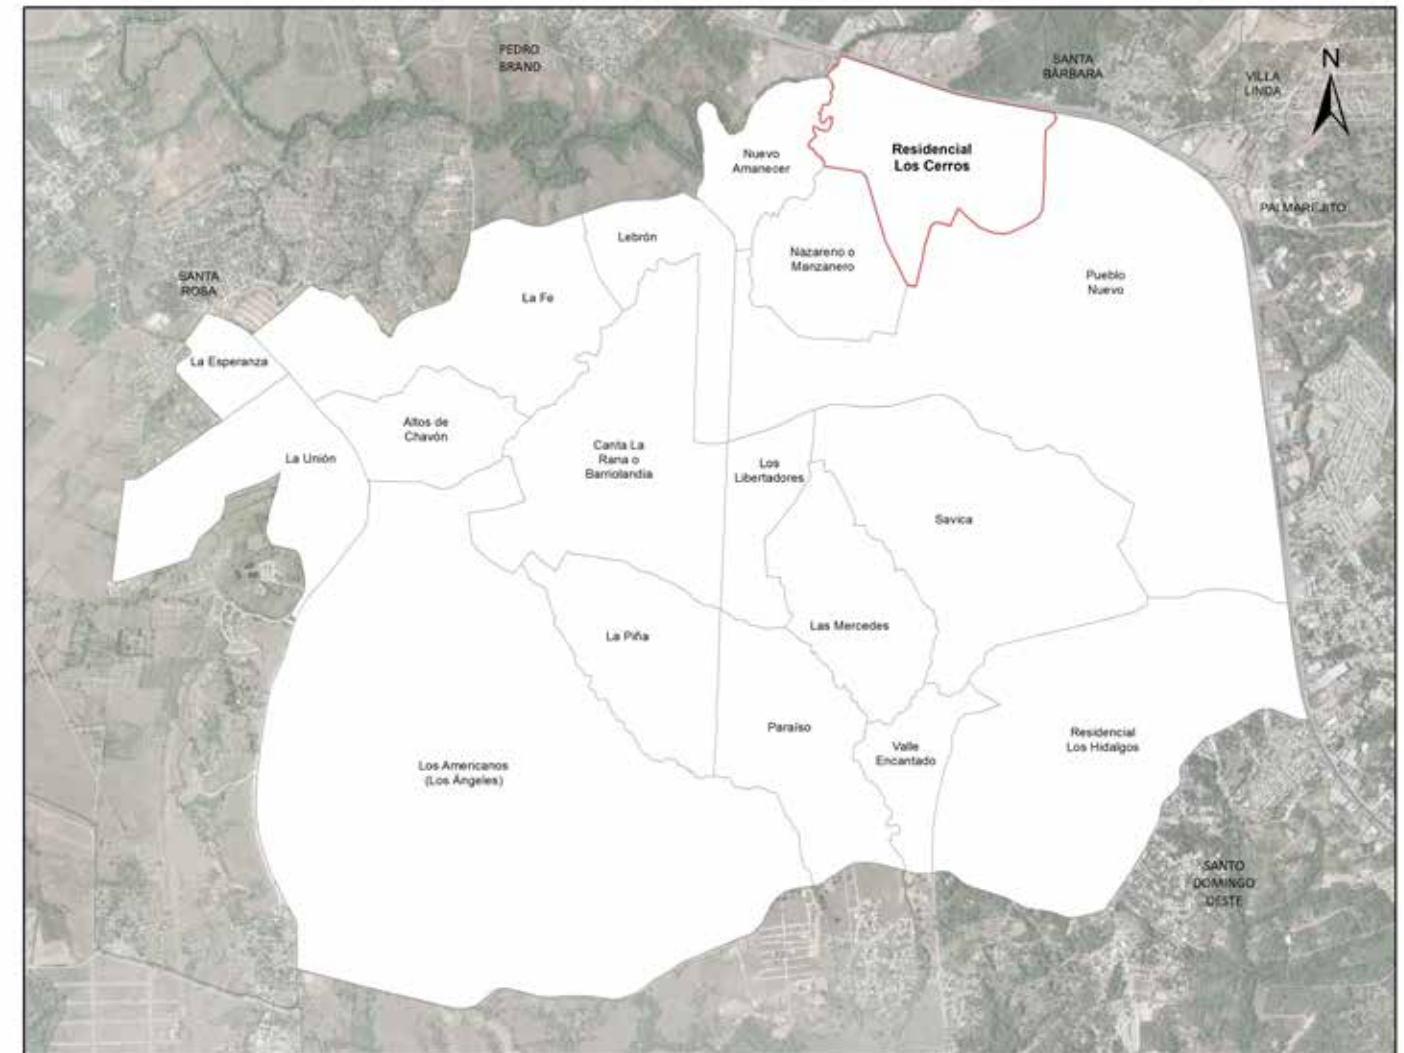 PEDRO
BRAND
SANTA
BÁRBARA
N
VILLA
LINDA
Nuevo
Amanecer
Residencial
Los Cerros
PALMAREJITO
Lebrón
Nazareno o
Manzanero
SANTA
ROSA
La Fe
Pueblo
Nuevo
La Esperanza
Altos de
Chavón
La Unión
Canta La
Rana o
Barriolandia
Los
Libertadores
Savica
La Piña
Las Mercedes
Paraíso
Valle
Encantado
Residencial
Los Hidalgos
Los Americanos
(Los Ángeles)
SANTO
DOMINGO
OESTE